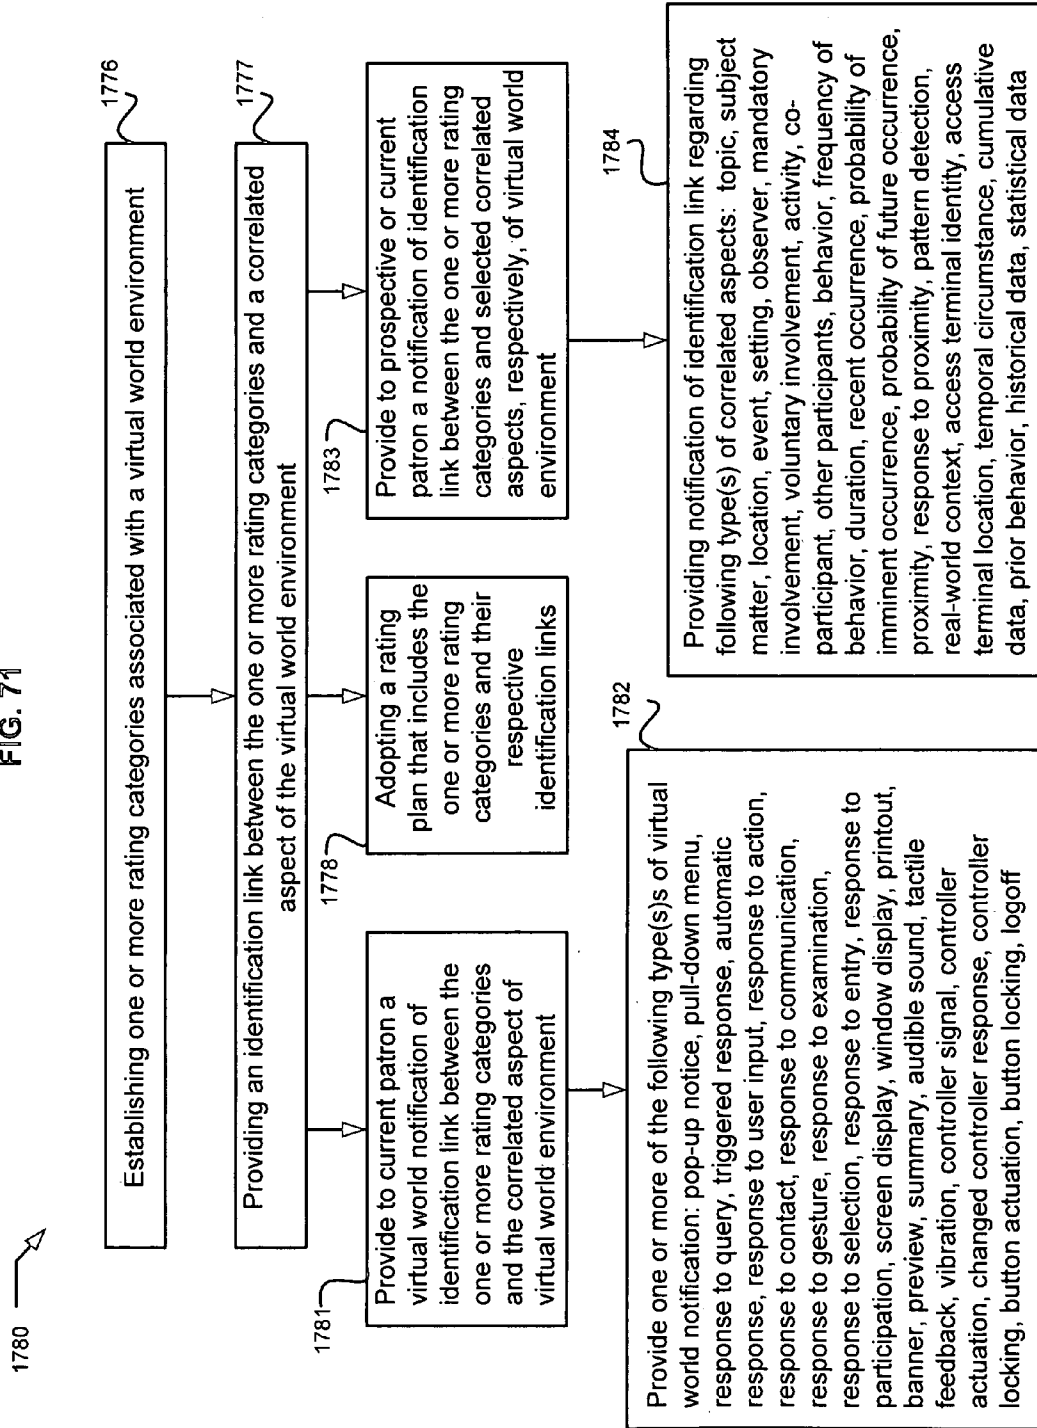 FIG. 71
1780
Establishing one or more rating categories associated with a virtual world environment
1776
Providing an identification link between the one or more rating categories and a correlated
aspect of the virtual world environment
1777
1781
Provide to current patron a
virtual world notification of
identification link between the
one or more rating categories
and the correlated aspect of
virtual world environment
1778
Adopting a rating
plan that includes the
one or more rating
categories and their
respective
identification links
1783
Provide to prospective or current
patron a notification of identification
link between the one or more rating
categories and selected correlated
aspects, respectively, of virtual world
environment
1782
Provide one or more of the following type(s)s of virtual
world notification: pop-up notice, pull-down menu,
response to query, triggered response, automatic
response, response to user input, response to action,
response to contact, response to communication,
response to gesture, response to examination,
response to selection, response to entry, response to
participation, screen display, window display, printout,
banner, preview, summary, audible sound, tactile
feedback, vibration, controller signal, controller
actuation, changed controller response, controller
locking, button actuation, button locking, logoff
1784
Providing notification of identification link regarding
following type(s) of correlated aspects: topic, subject
matter, location, event, setting, observer, mandatory
involvement, voluntary involvement, activity, co-
participant, other participants, behavior, frequency of
behavior, duration, recent occurrence, probability of
imminent occurrence, probability of future occurrence,
proximity, response to proximity, pattern detection,
real-world context, access terminal identity, access
terminal location, temporal circumstance, cumulative
data, prior behavior, historical data, statistical data